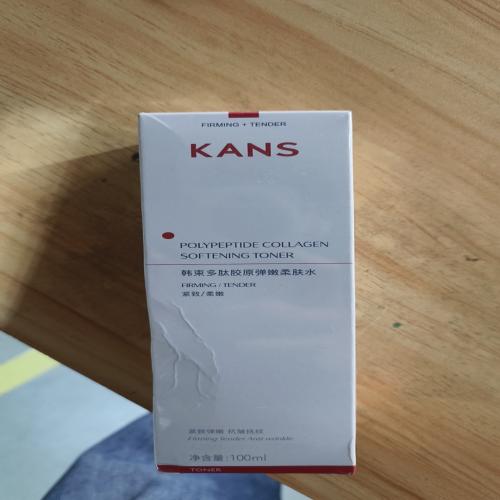 FIRMING + TENDER
KANS
POLYPEPTIDE COLLAGEN
SOFTENING TONER
韩束多肽胶原弹嫩柔肤水
FIRMING / TENDER
紧致/柔嫩
紧致弹嫩 抗皱抚纹
Firming Tender Anti-wrinkle
净含量:100ml
TONER